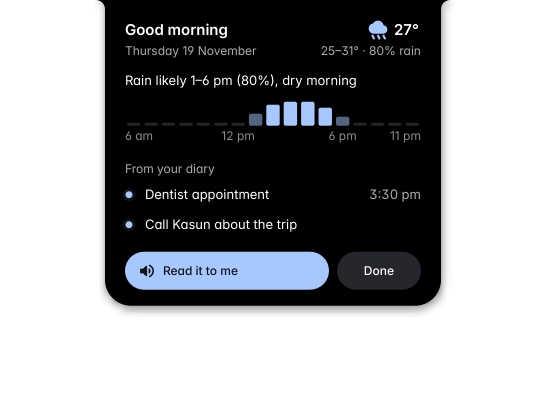 Good morning
27°
Thursday 19 November
25–31° · 80% rain
Rain likely 1–6 pm (80%), dry morning
6 am 12 pm 6 pm 11 pm
From your diary
Dentist appointment 3:30 pm
Call Kasun about the trip
Read it to me
Done